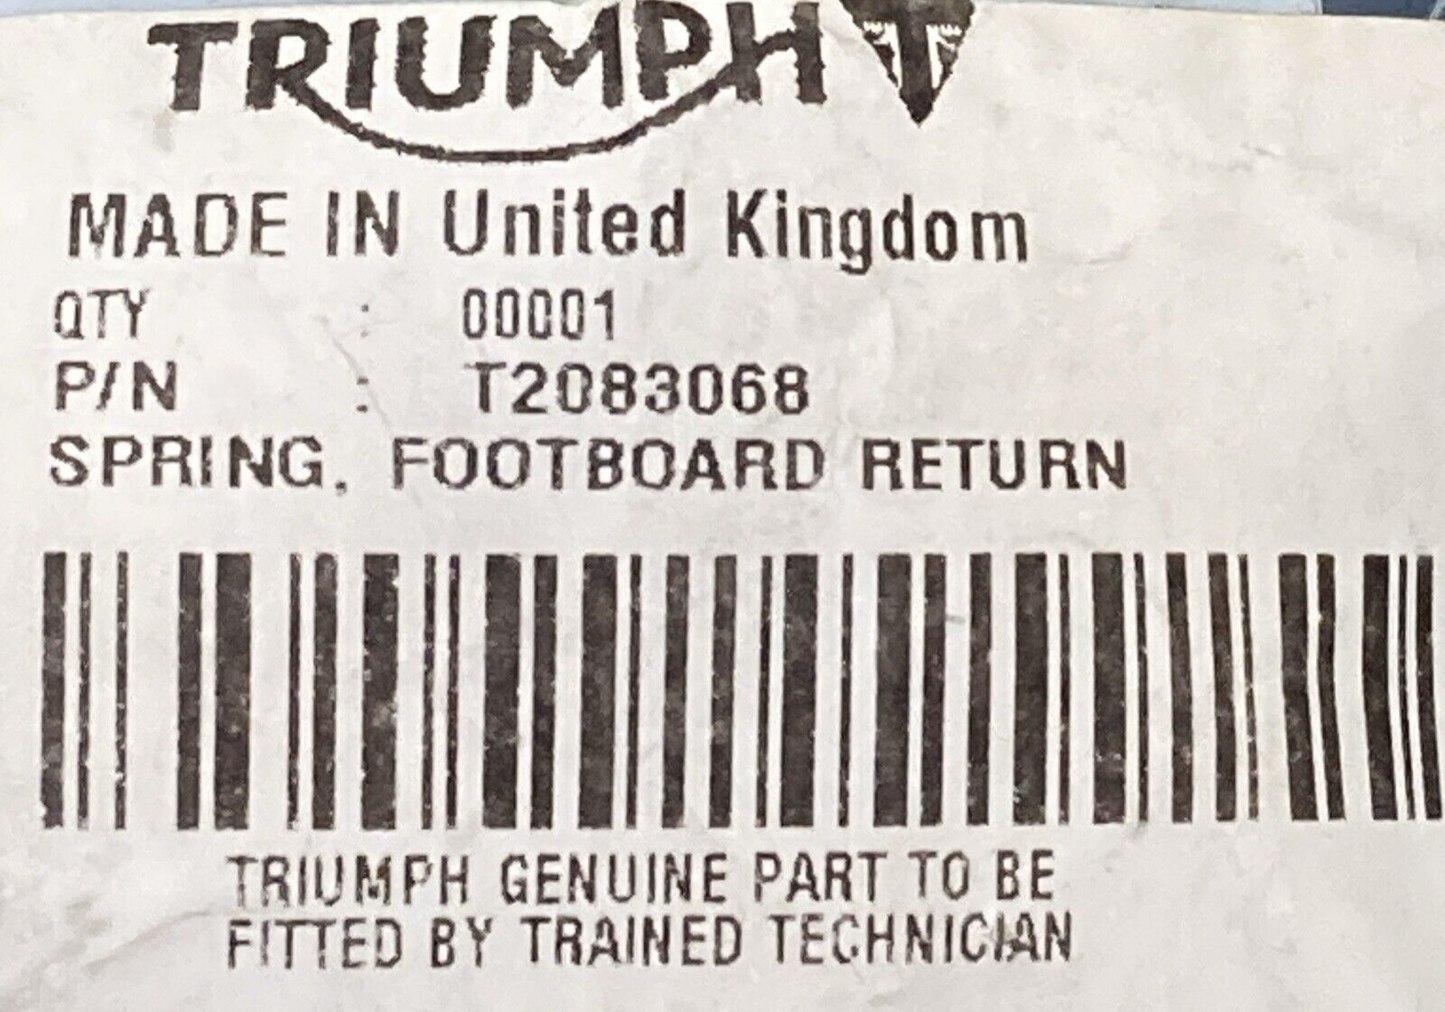 TRIUMPH
MADE IN United Kingdom
QTY : 00001
P/N : T2083068
SPRING, FOOTBOARD RETURN
TRIUMPH GENUINE PART TO BE
FITTED BY TRAINED TECHNICIAN